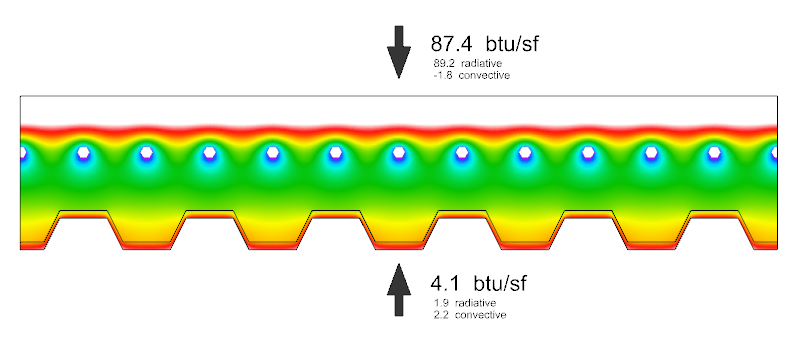 87.4 btu/sf
89.2 radiative
-1.8 convective
4.1 btu/sf
1.9 radiative
2.2 convective